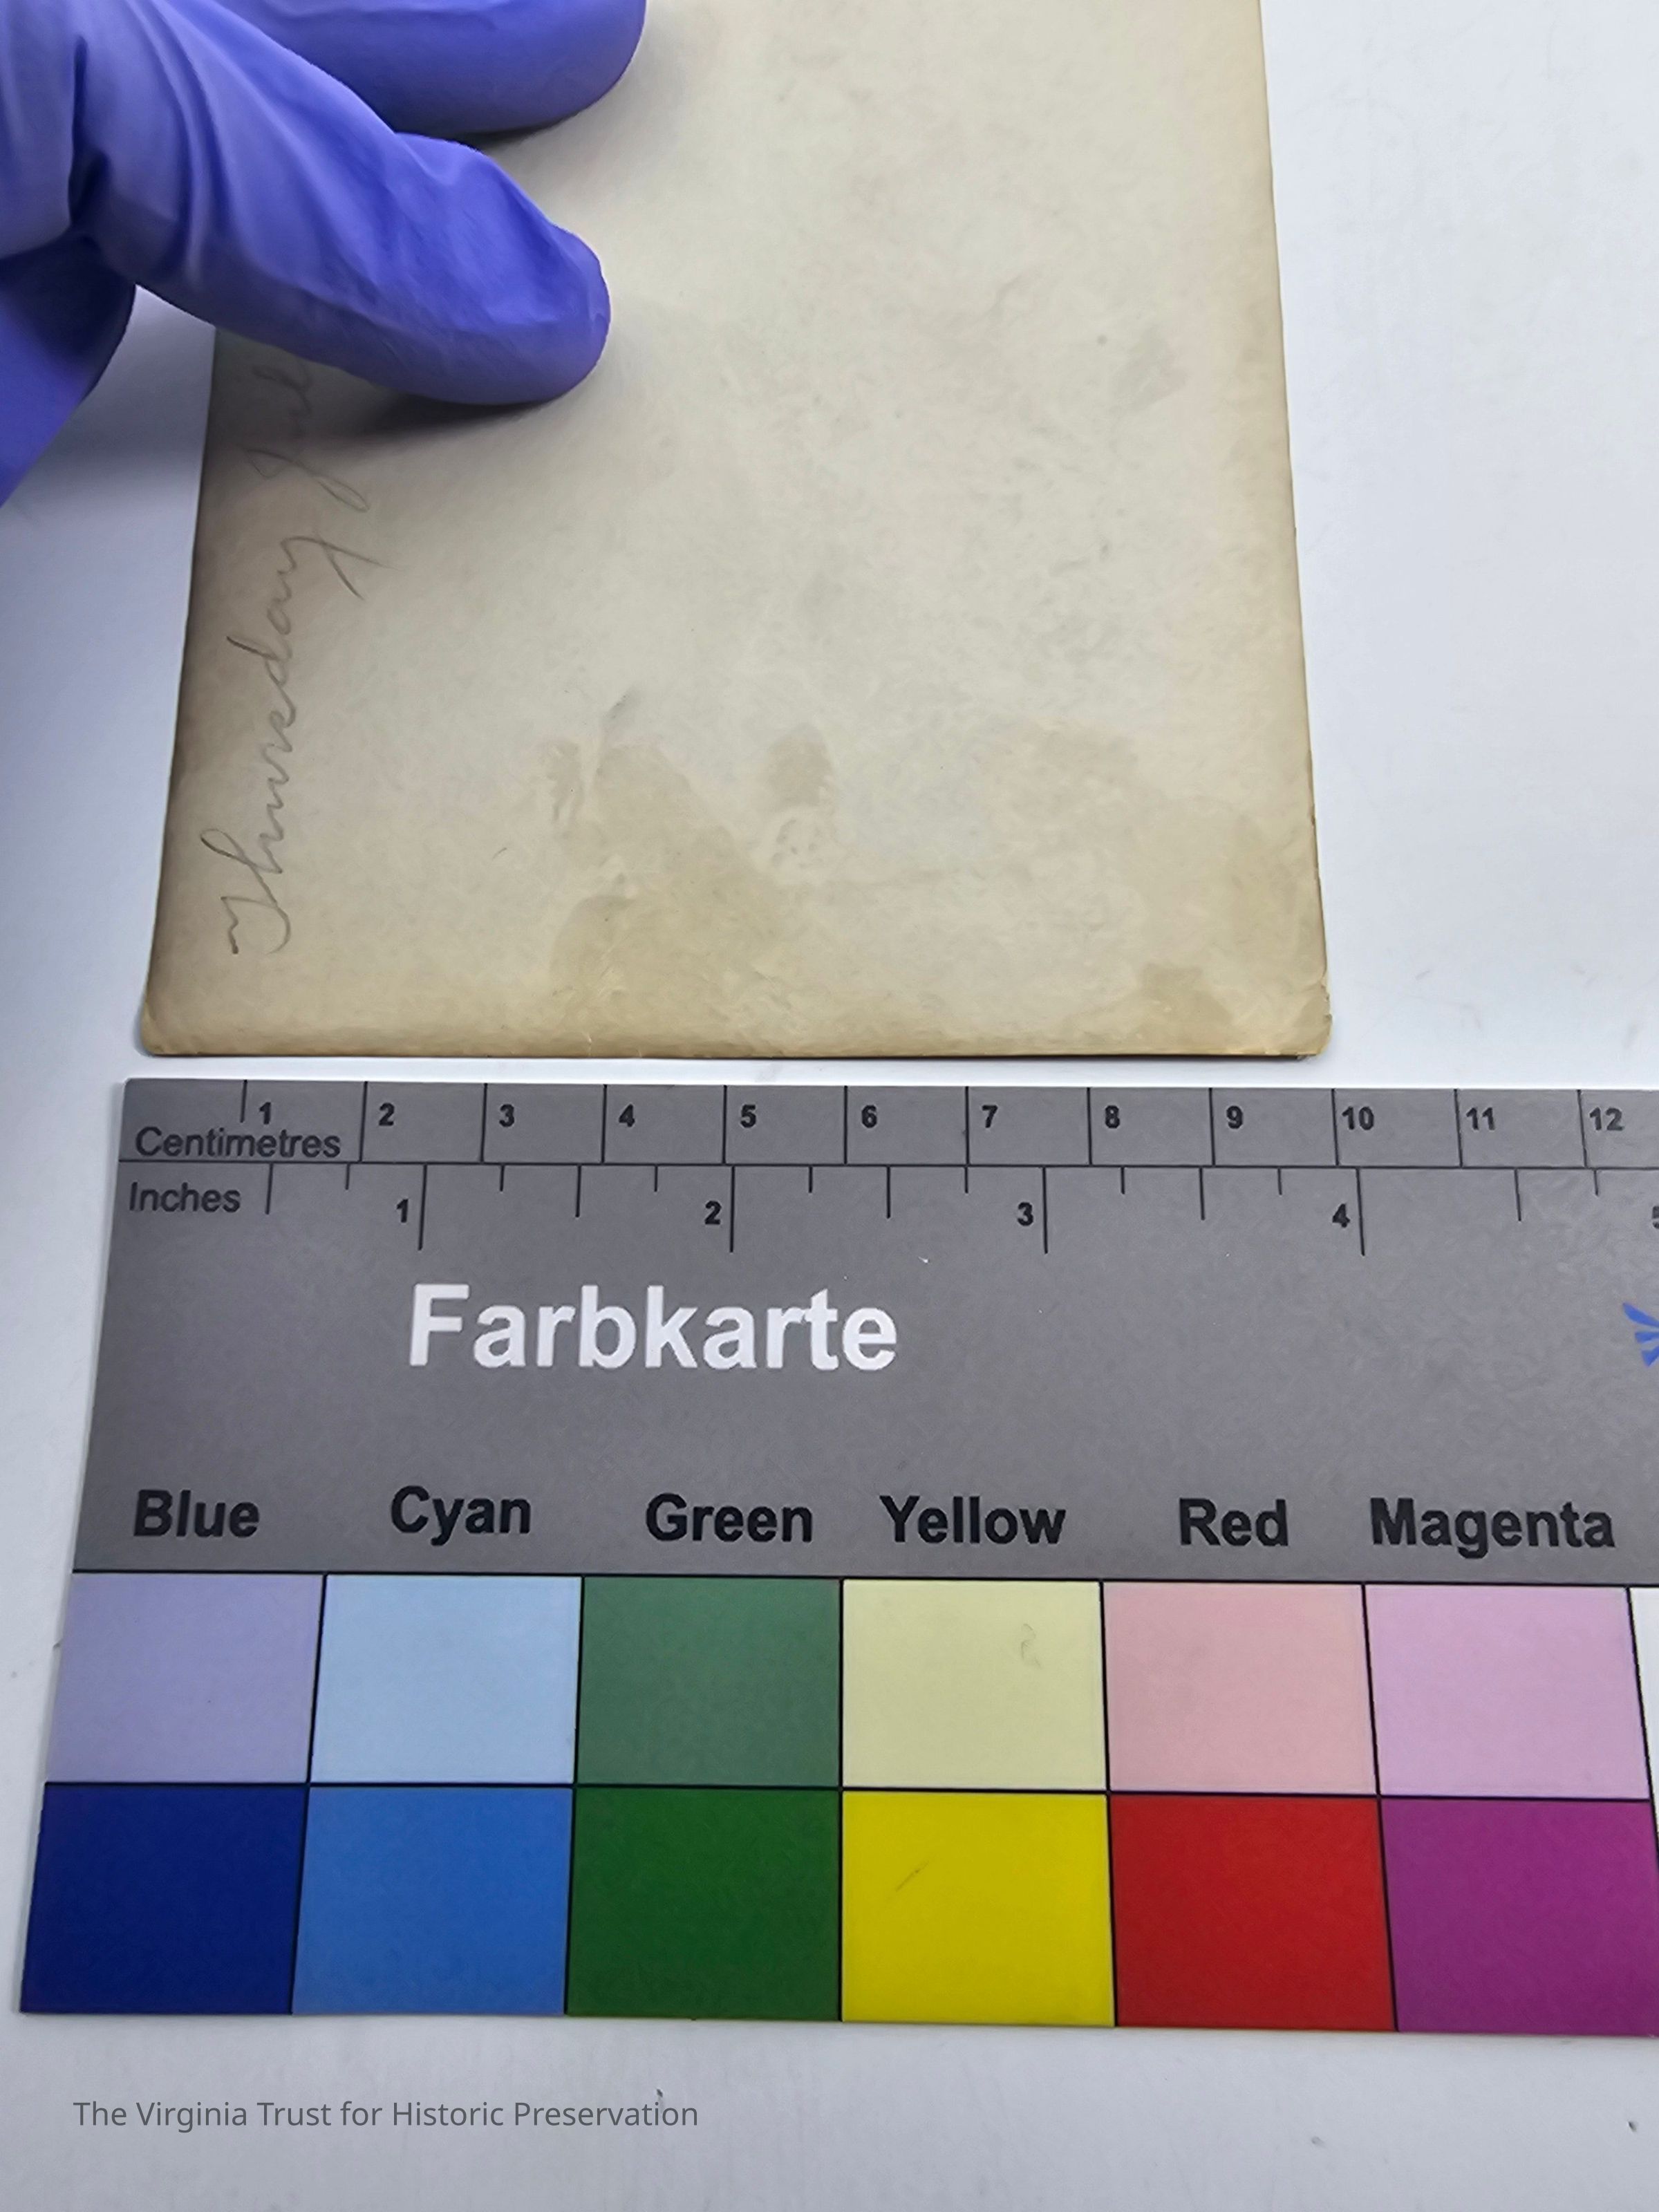 Thursday
1 2 3 4 5 6 7 8 9 10 11 12
Centimetres
Inches 1 2 3 4
Farbkarte
Blue Cyan Green Yellow Red Magenta
The Virginia Trust for Historic Preservation